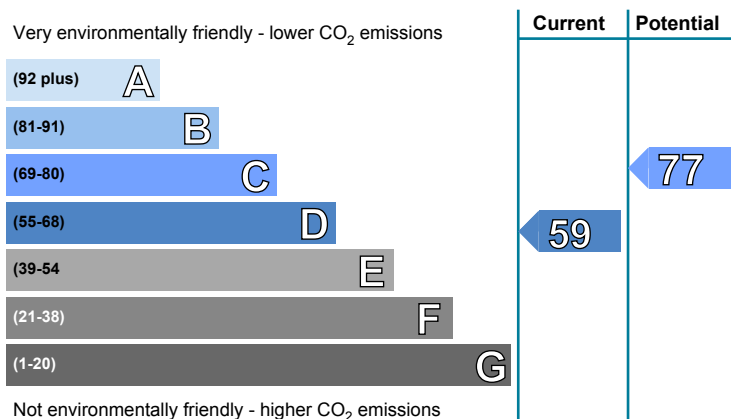 Very environmentally friendly - lower CO2 emissions
Current
Potential
(92 plus) A
(81-91) B
(69-80) C
77
(55-68) D
59
(39-54 E
(21-38) F
(1-20) G
Not environmentally friendly - higher CO2 emissions